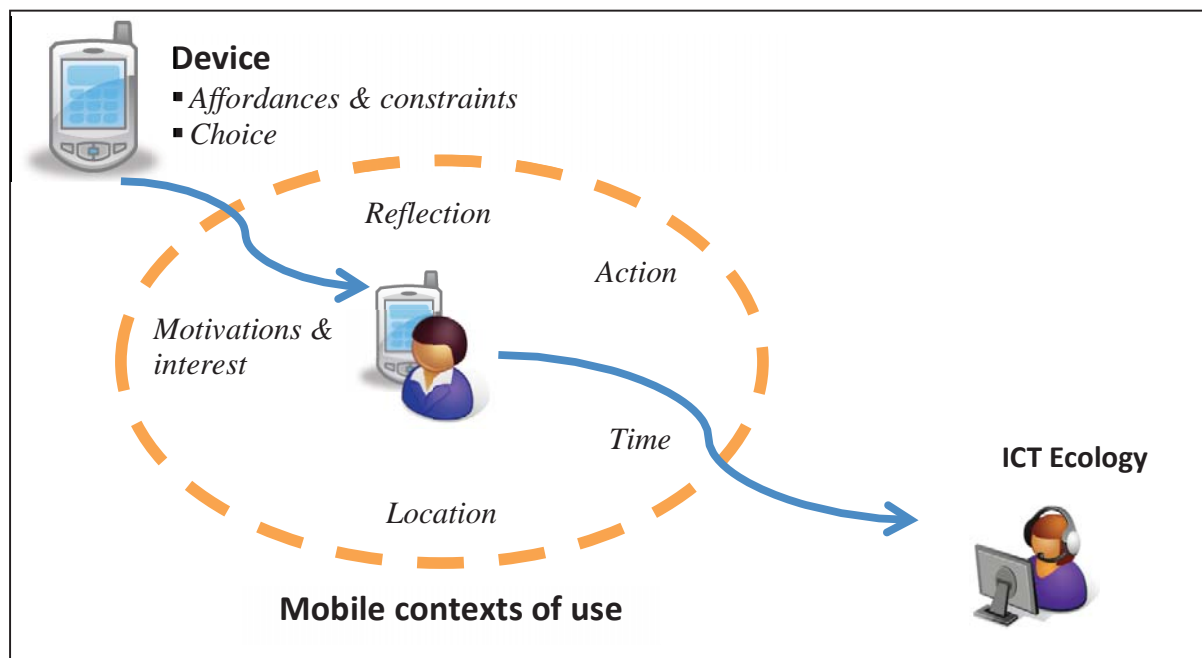 Device
▪ Affordances & constraints
▪ Choice
Reflection
Action
Motivations &
interest
Time
ICT Ecology
Location
Mobile contexts of use